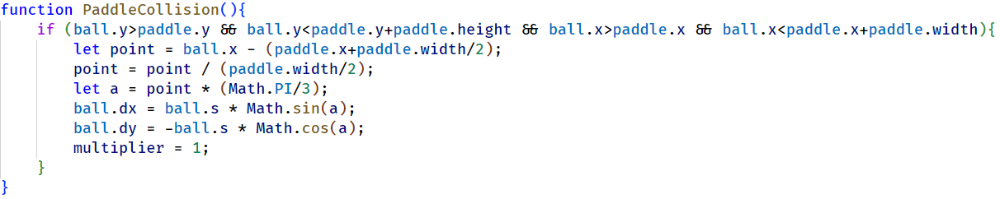 function PaddleCollision(){
    if (ball.y>paddle.y && ball.y<paddle.y+paddle.height && ball.x>paddle.x && ball.x<paddle.x+paddle.width){
        let point = ball.x - (paddle.x+paddle.width/2);
        point = point / (paddle.width/2);
        let a = point * (Math.PI/3);
        ball.dx = ball.s * Math.sin(a);
        ball.dy = -ball.s * Math.cos(a);
        multiplier = 1;
    }
}